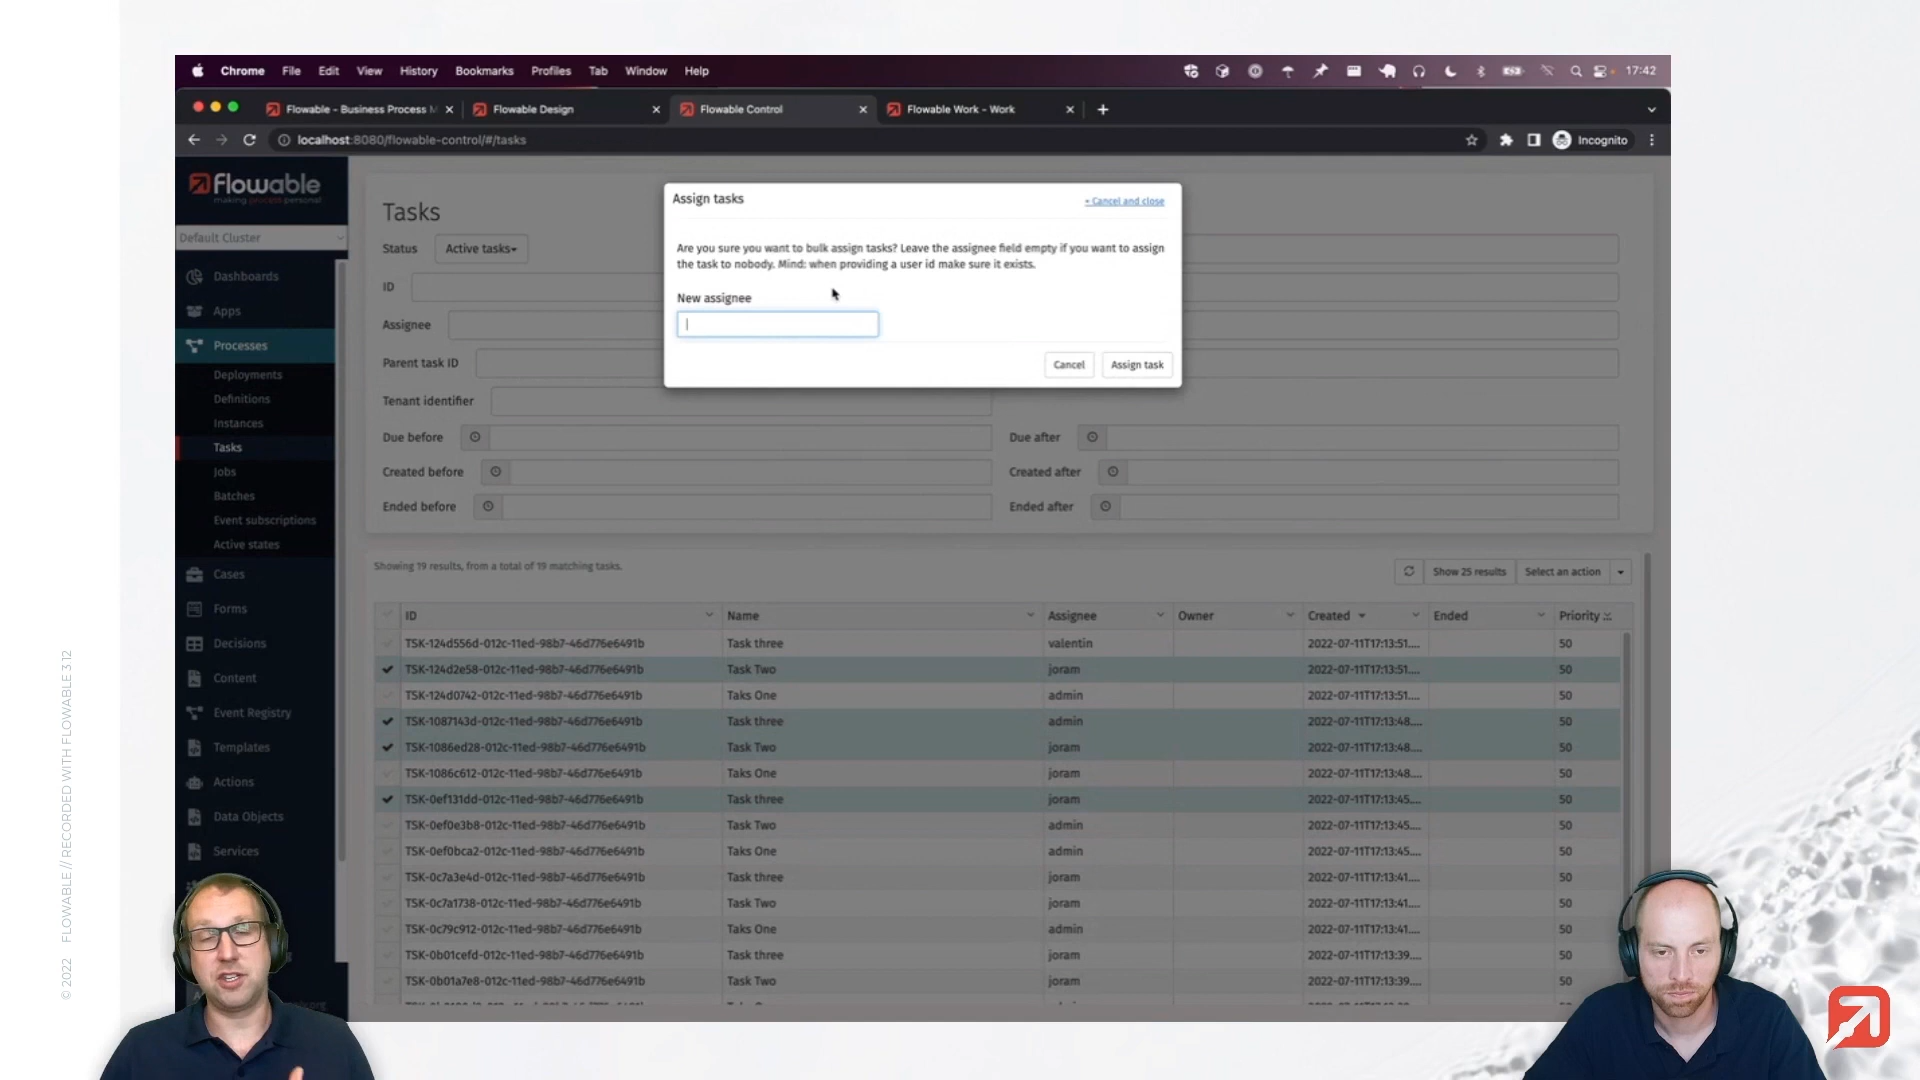 Chrome File Edit View History Bookmarks Profiles Tab Window Help
17:42
Flowable - Business Process M
Flowable Design
Flowable Control
Flowable Work - Work
localhost:8080/flowable-control/#/tasks
Incognito
flowable
making process personal
Default Cluster
Dashboards
Apps
Processes
Deployments
Definitions
Instances
Tasks
Jobs
Batches
Event subscriptions
Active states
Cases
Forms
Decisions
Content
Event Registry
Templates
Actions
Data Objects
Services
Tasks
Status Active tasks
ID
Assignee
Parent task ID
Tenant identifier
Due before Due after
Created before Created after
Ended before Ended after
Assign tasks
× Cancel and close
Are you sure you want to bulk assign tasks? Leave the assignee field empty if you want to assign
the task to nobody. Mind: when providing a user id make sure it exists.
New assignee
Cancel Assign task
Showing 19 results, from a total of 19 matching tasks.
Show 25 results Select an action
ID Name Assignee Owner Created Ended Priority
TSK-124d556d-012c-11ed-98b7-46d776e6491b Task three valentin 2022-07-11T17:13:51.... 50
TSK-124d2e58-012c-11ed-98b7-46d776e6491b Task Two joram 2022-07-11T17:13:51.... 50
TSK-124d0742-012c-11ed-98b7-46d776e6491b Taks One admin 2022-07-11T17:13:51.... 50
TSK-1087143d-012c-11ed-98b7-46d776e6491b Task three admin 2022-07-11T17:13:48.... 50
TSK-1086ed28-012c-11ed-98b7-46d776e6491b Task Two joram 2022-07-11T17:13:48.... 50
TSK-1086c612-012c-11ed-98b7-46d776e6491b Taks One joram 2022-07-11T17:13:48.... 50
TSK-0ef131dd-012c-11ed-98b7-46d776e6491b Task three joram 2022-07-11T17:13:45.... 50
TSK-0ef0e3b8-012c-11ed-98b7-46d776e6491b Task Two admin 2022-07-11T17:13:45.... 50
TSK-0ef0bca2-012c-11ed-98b7-46d776e6491b Taks One admin 2022-07-11T17:13:45.... 50
TSK-0c7a3e4d-012c-11ed-98b7-46d776e6491b Task three joram 2022-07-11T17:13:41.... 50
TSK-0c7a1738-012c-11ed-98b7-46d776e6491b Task Two joram 2022-07-11T17:13:41.... 50
TSK-0c79c912-012c-11ed-98b7-46d776e6491b Taks One admin 2022-07-11T17:13:41.... 50
TSK-0b01cefd-012c-11ed-98b7-46d776e6491b Task three joram 2022-07-11T17:13:39.... 50
TSK-0b01a7e8-012c-11ed-98b7-46d776e6491b Task Two joram 2022-07-11T17:13:39.... 50
© 2022 FLOWABLE // RECORDED WITH FLOWABLE 3.12